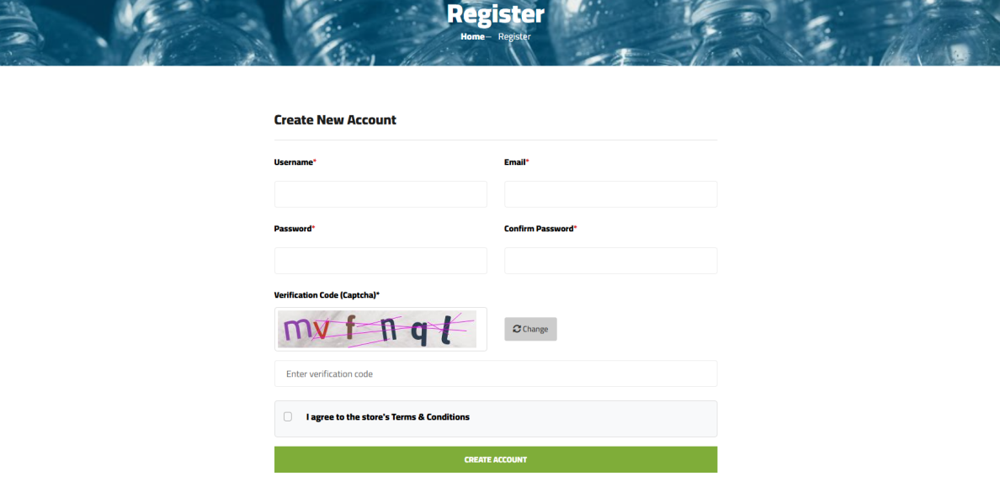 Register
Home— Register
Create New Account
Username* Email*
Password* Confirm Password*
Verification Code (Captcha)*
Change
Enter verification code
I agree to the store's Terms & Conditions
CREATE ACCOUNT